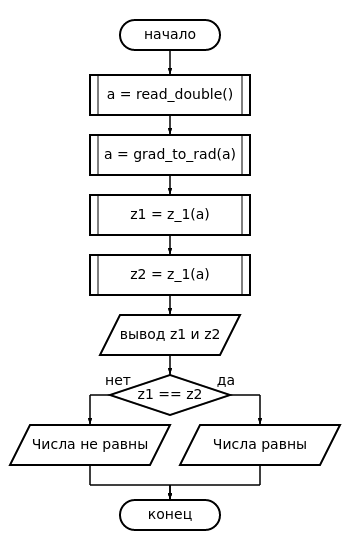 начало
a = read_double()
a = grad_to_rad(a)
z1 = z_1(a)
z2 = z_1(a)
вывод z1 и z2
нет
да
z1 == z2
Числа не равны
Числа равны
конец